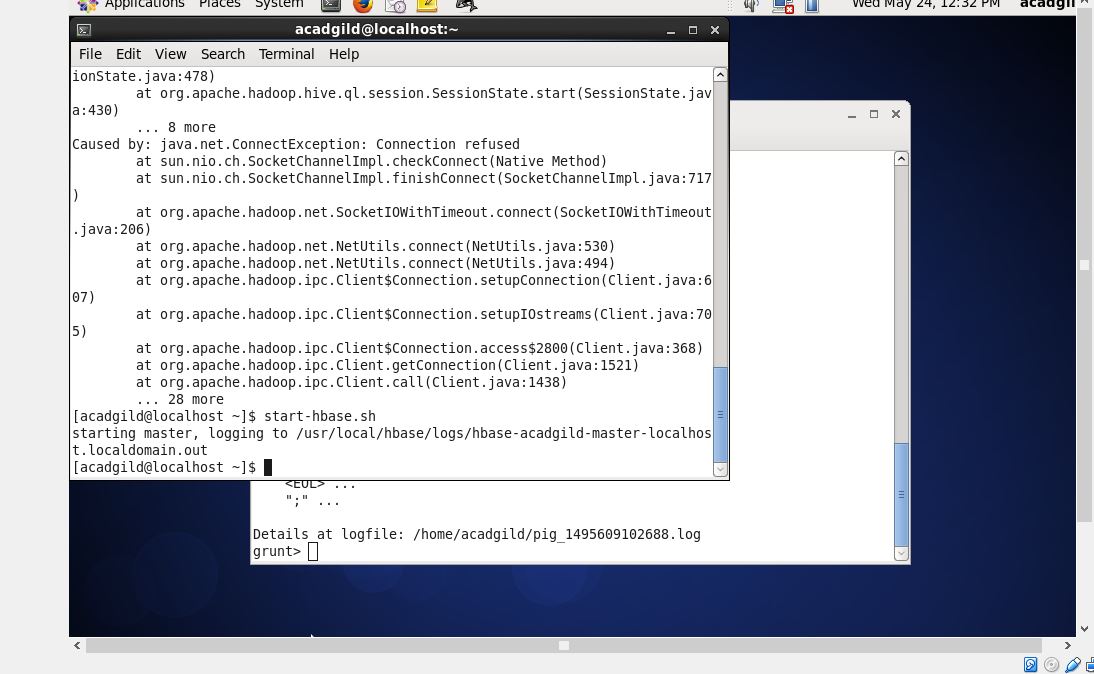 Applications Places System
Wed May 24, 12:32 PM
acadgil
acadgild@localhost:~
File Edit View Search Terminal Help
ionState.java:478)
at org.apache.hadoop.hive.ql.session.SessionState.start(SessionState.jav
a:430)
... 8 more
Caused by: java.net.ConnectException: Connection refused
at sun.nio.ch.SocketChannelImpl.checkConnect(Native Method)
at sun.nio.ch.SocketChannelImpl.finishConnect(SocketChannelImpl.java:717
)
at org.apache.hadoop.net.SocketIOWithTimeout.connect(SocketIOWithTimeout
.java:206)
at org.apache.hadoop.net.NetUtils.connect(NetUtils.java:530)
at org.apache.hadoop.net.NetUtils.connect(NetUtils.java:494)
at org.apache.hadoop.ipc.Client$Connection.setupConnection(Client.java:6
07)
at org.apache.hadoop.ipc.Client$Connection.setupIOstreams(Client.java:70
5)
at org.apache.hadoop.ipc.Client$Connection.access$2800(Client.java:368)
at org.apache.hadoop.ipc.Client.getConnection(Client.java:1521)
at org.apache.hadoop.ipc.Client.call(Client.java:1438)
... 28 more
[acadgild@localhost ~]$ start-hbase.sh
starting master, logging to /usr/local/hbase/logs/hbase-acadgild-master-localhos
t.localdomain.out
[acadgild@localhost ~]$
<EOL> ...
";" ...
Details at logfile: /home/acadgild/pig_1495609102688.log
grunt>